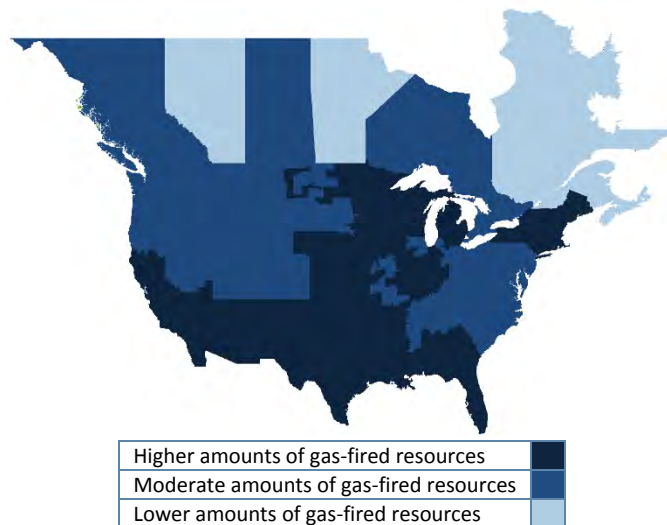 Higher amounts of gas-fired resources
Moderate amounts of gas-fired resources
Lower amounts of gas-fired resources